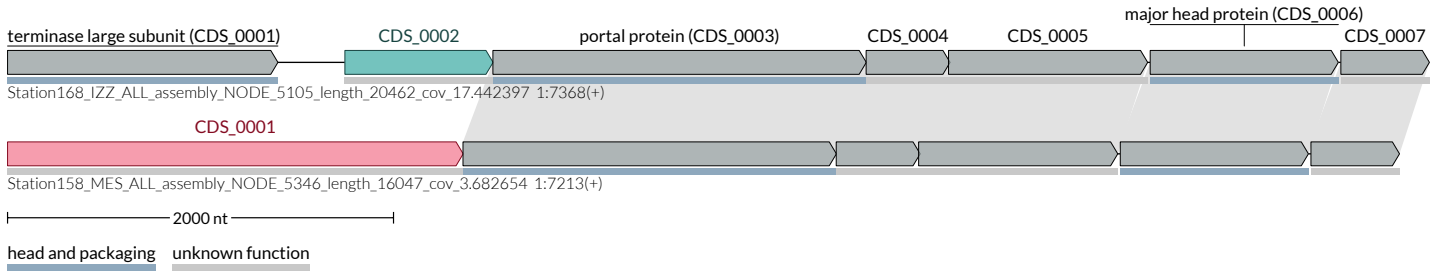 major head protein (CDS_0006)
terminase large subunit (CDS_0001) CDS_0002 portal protein (CDS_0003) CDS_0004 CDS_0005 CDS_0007
Station168_IZZ_ALL_assembly_NODE_5105_length_20462_cov_17.442397 1:7368(+)
CDS_0001
Station158_MES_ALL_assembly_NODE_5346_length_16047_cov_3.682654 1:7213(+)
2000 nt
head and packaging unknown function